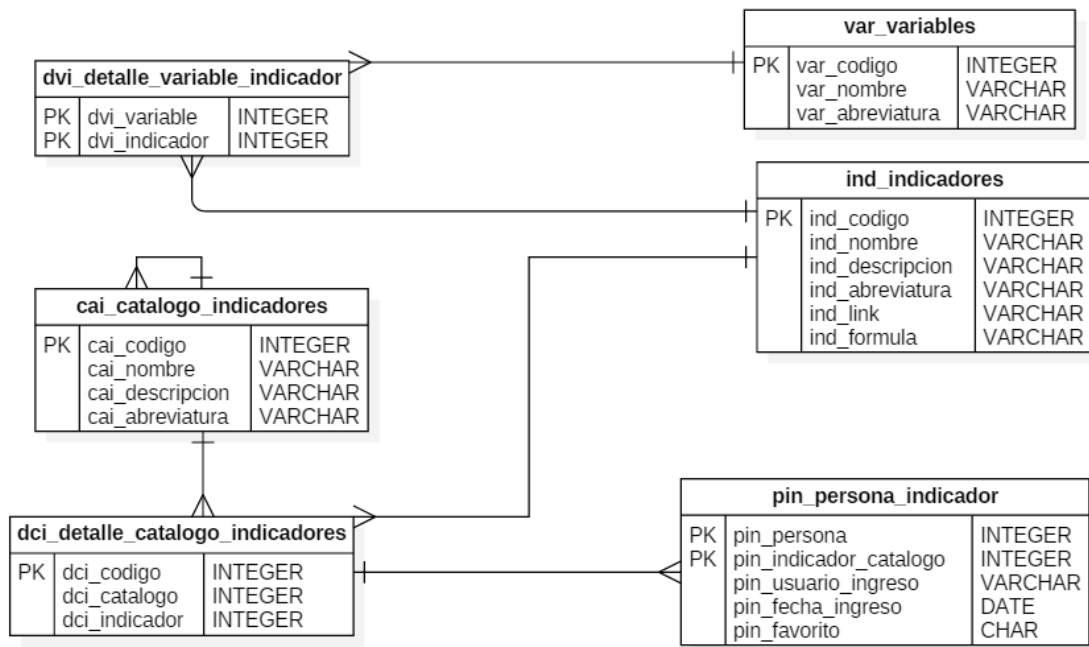 var_variables
PK var_codigo INTEGER
var_nombre VARCHAR
var_abreviatura VARCHAR
dvi_detalle_variable_indicador
PK dvi_variable INTEGER
PK dvi_indicador INTEGER
ind_indicadores
PK ind_codigo INTEGER
ind_nombre VARCHAR
ind_descripcion VARCHAR
ind_abreviatura VARCHAR
ind_link VARCHAR
ind_formula VARCHAR
cai_catalogo_indicadores
PK cai_codigo INTEGER
cai_nombre VARCHAR
cai_descripcion VARCHAR
cai_abreviatura VARCHAR
dci_detalle_catalogo_indicadores
PK dci_codigo INTEGER
dci_catalogo INTEGER
dci_indicador INTEGER
pin_persona_indicador
PK pin_persona INTEGER
PK pin_indicador_catalogo INTEGER
pin_usuario_ingreso VARCHAR
pin_fecha_ingreso DATE
pin_favorito CHAR